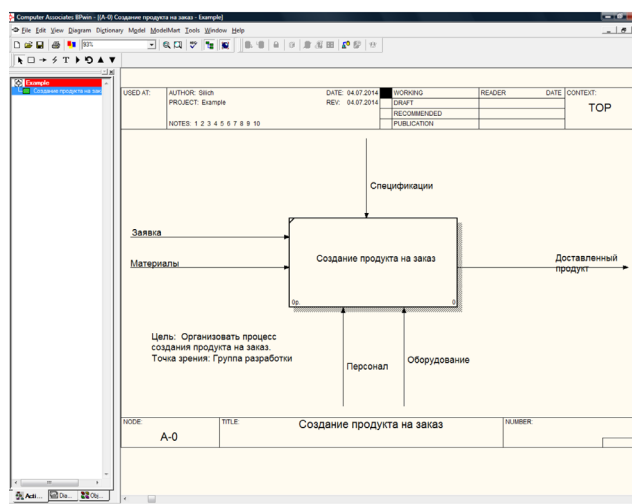 Computer Associates BPwin - [(A-0) Создание продукта на заказ - Example]
File Edit View Diagram Dictionary Model ModelMart Tools Window Help
93%
Example
Создание продукта на зак
USED AT: AUTHOR: Silich DATE: 04.07.2014 WORKING READER DATE CONTEXT:
PROJECT: Example REV: 04.07.2014 DRAFT
TOP
RECOMMENDED
NOTES: 1 2 3 4 5 6 7 8 9 10 PUBLICATION
Спецификации
Заявка
Материалы
Создание продукта на заказ
Доставленный
продукт
0р. 0
Цель: Организовать процесс
создания продукта на заказ.
Точка зрения: Группа разработки
Персонал
Оборудование
NODE: TITLE: NUMBER:
Создание продукта на заказ
A-0
Acti... Dia... Obj...